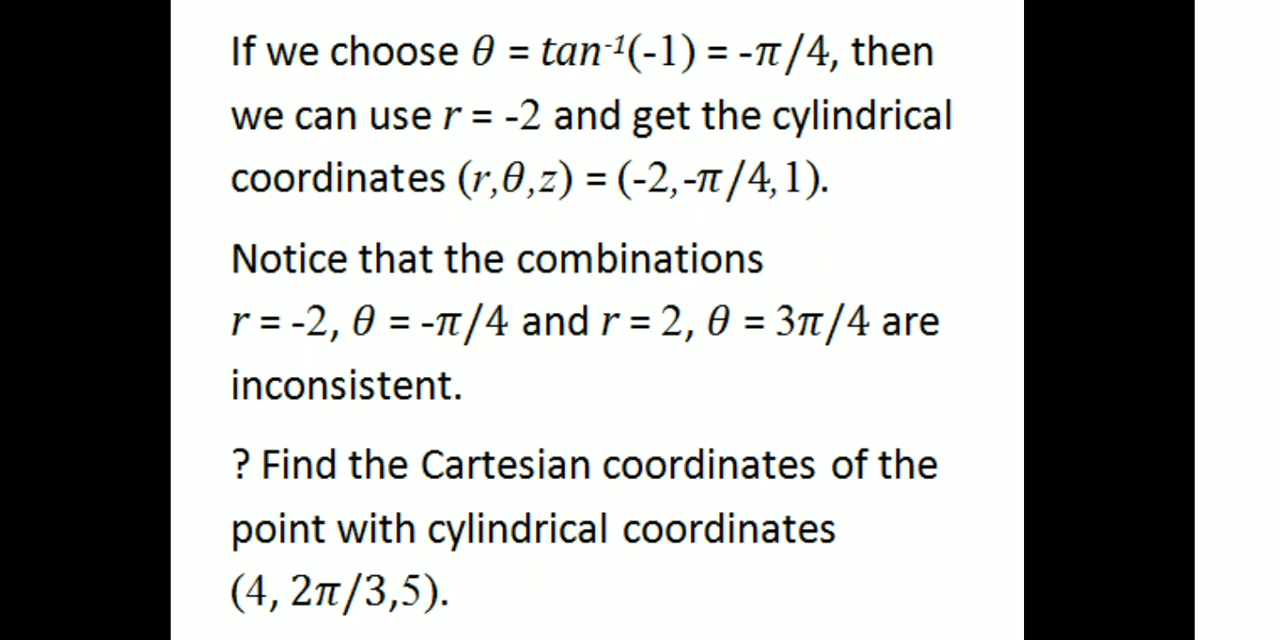 If we choose θ = tan⁻¹(-1) = -π/4, then
we can use r = -2 and get the cylindrical
coordinates (r,θ,z) = (-2,-π/4,1).
Notice that the combinations
r = -2, θ = -π/4 and r = 2, θ = 3π/4 are
inconsistent.
? Find the Cartesian coordinates of the
point with cylindrical coordinates
(4, 2π/3,5).